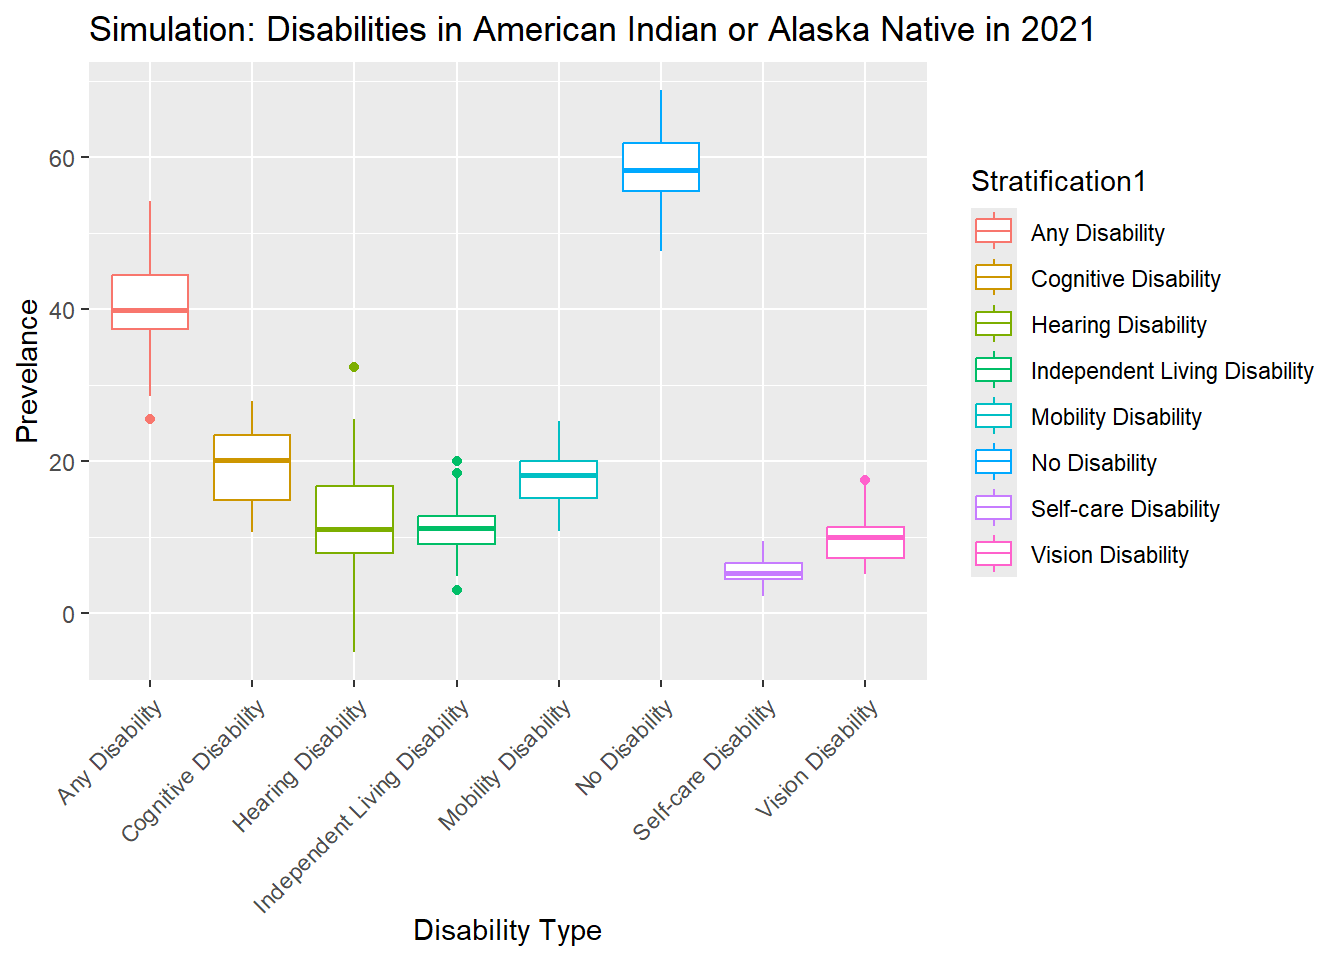 Simulation: Disabilities in American Indian or Alaska Native in 2021
Prevelance
60
40
20
0
Any Disability
Cognitive Disability
Hearing Disability
Independent Living Disability
Mobility Disability
No Disability
Self-care Disability
Vision Disability
Disability Type
Stratification1
Any Disability
Cognitive Disability
Hearing Disability
Independent Living Disability
Mobility Disability
No Disability
Self-care Disability
Vision Disability